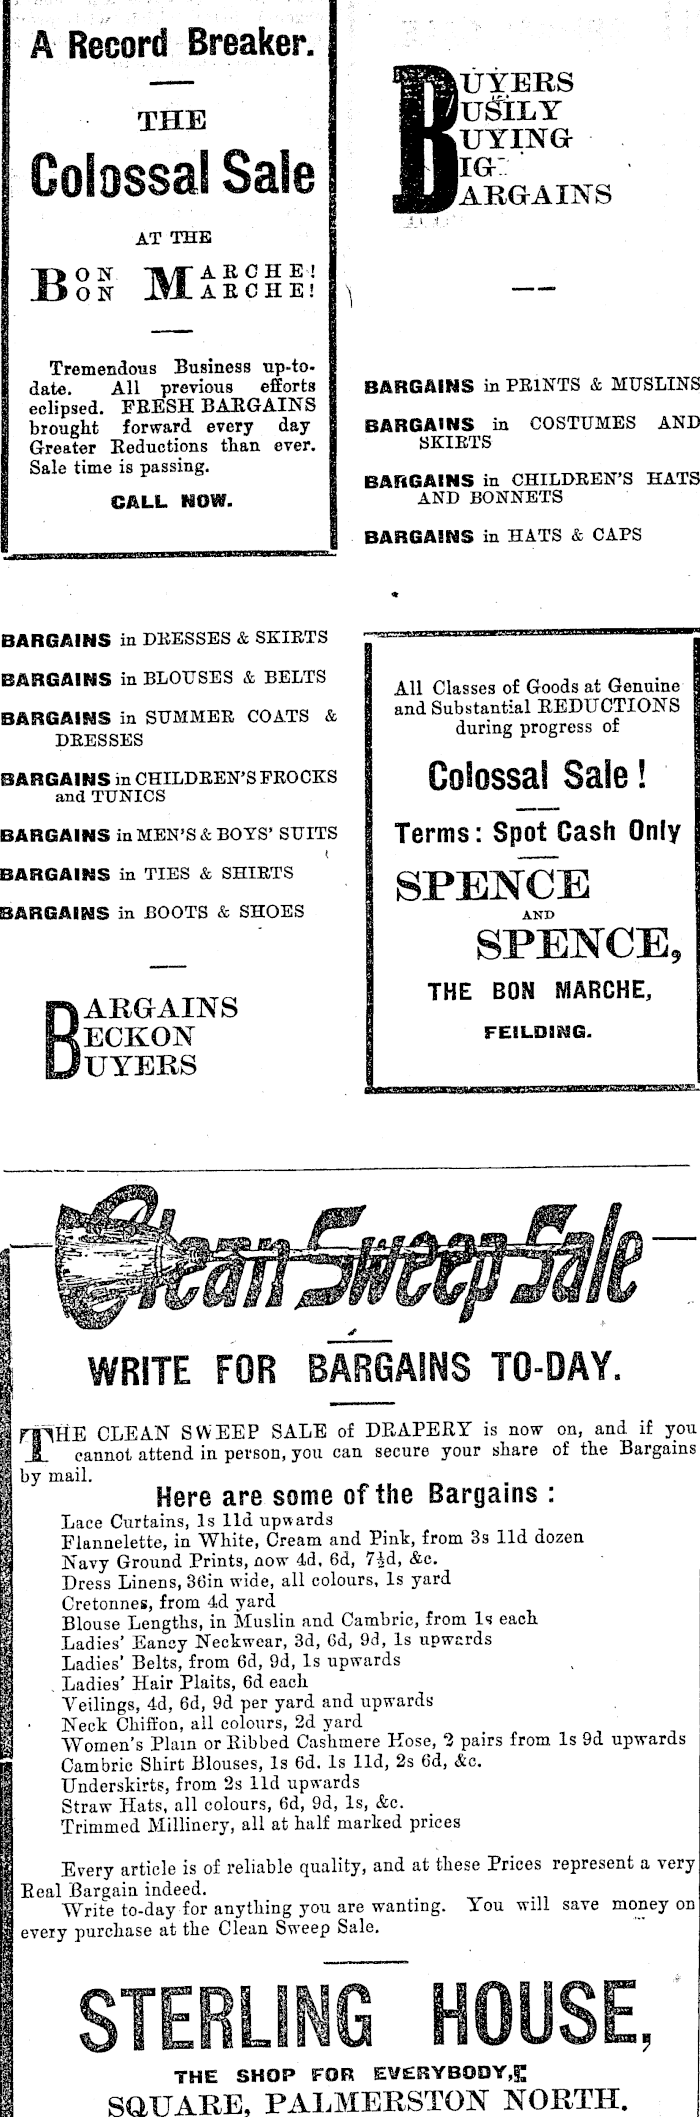 A Record Breaker.
THE
Colossal Sale
AT THE
BON MARCHE!
BON MARCHE!
Tremendous Business up-to-
date. All previous efforts
eclipsed. FRESH BARGAINS
brought forward every day
Greater Reductions than ever.
Sale time is passing.
CALL NOW.
BUYERS
BUSILY
BUYING
BIG
BARGAINS
BARGAINS in PRINTS & MUSLINS
BARGAINS in COSTUMES AND
SKIRTS
BARGAINS in CHILDREN'S HATS
AND BONNETS
BARGAINS in HATS & CAPS
BARGAINS in DRESSES & SKIRTS
BARGAINS in BLOUSES & BELTS
BARGAINS in SUMMER COATS &
DRESSES
BARGAINS in CHILDREN'S FROCKS
and TUNICS
BARGAINS in MEN'S & BOYS' SUITS
BARGAINS in TIES & SHIRTS
BARGAINS in BOOTS & SHOES
BARGAINS
BECKON
BUYERS
All Classes of Goods at Genuine
and Substantial REDUCTIONS
during progress of
Colossal Sale!
Terms: Spot Cash Only
SPENCE
AND
SPENCE,
THE BON MARCHE,
FEILDING.
Clean Sweep Sale
WRITE FOR BARGAINS TO-DAY.
THE CLEAN SWEEP SALE of DRAPERY is now on, and if you
cannot attend in person, you can secure your share of the Bargains
by mail.
Here are some of the Bargains:
Lace Curtains, 1s 11d upwards
Flannelette, in White, Cream and Pink, from 3s 11d dozen
Navy Ground Prints, now 4d, 6d, 7½d, &c.
Dress Linens, 36in wide, all colours, 1s yard
Cretonnes, from 4d yard
Blouse Lengths, in Muslin and Cambric, from 1s each
Ladies' Eancy Neckwear, 3d, 6d, 9d, 1s upwards
Ladies' Belts, from 6d, 9d, 1s upwards
Ladies' Hair Plaits, 6d each
Veilings, 4d, 6d, 9d per yard and upwards
Neck Chiffon, all colours, 2d yard
Women's Plain or Ribbed Cashmere Hose, 2 pairs from 1s 9d upwards
Cambric Shirt Blouses, 1s 6d. 1s 11d, 2s 6d, &c.
Underskirts, from 2s 11d upwards
Straw Hats, all colours, 6d, 9d, 1s, &c.
Trimmed Millinery, all at half marked prices
Every article is of reliable quality, and at these Prices represent a very
Real Bargain indeed.
Write to-day for anything you are wanting. You will save money on
every purchase at the Clean Sweep Sale.
STERLING HOUSE,
THE SHOP FOR EVERYBODY,
SQUARE, PALMERSTON NORTH.